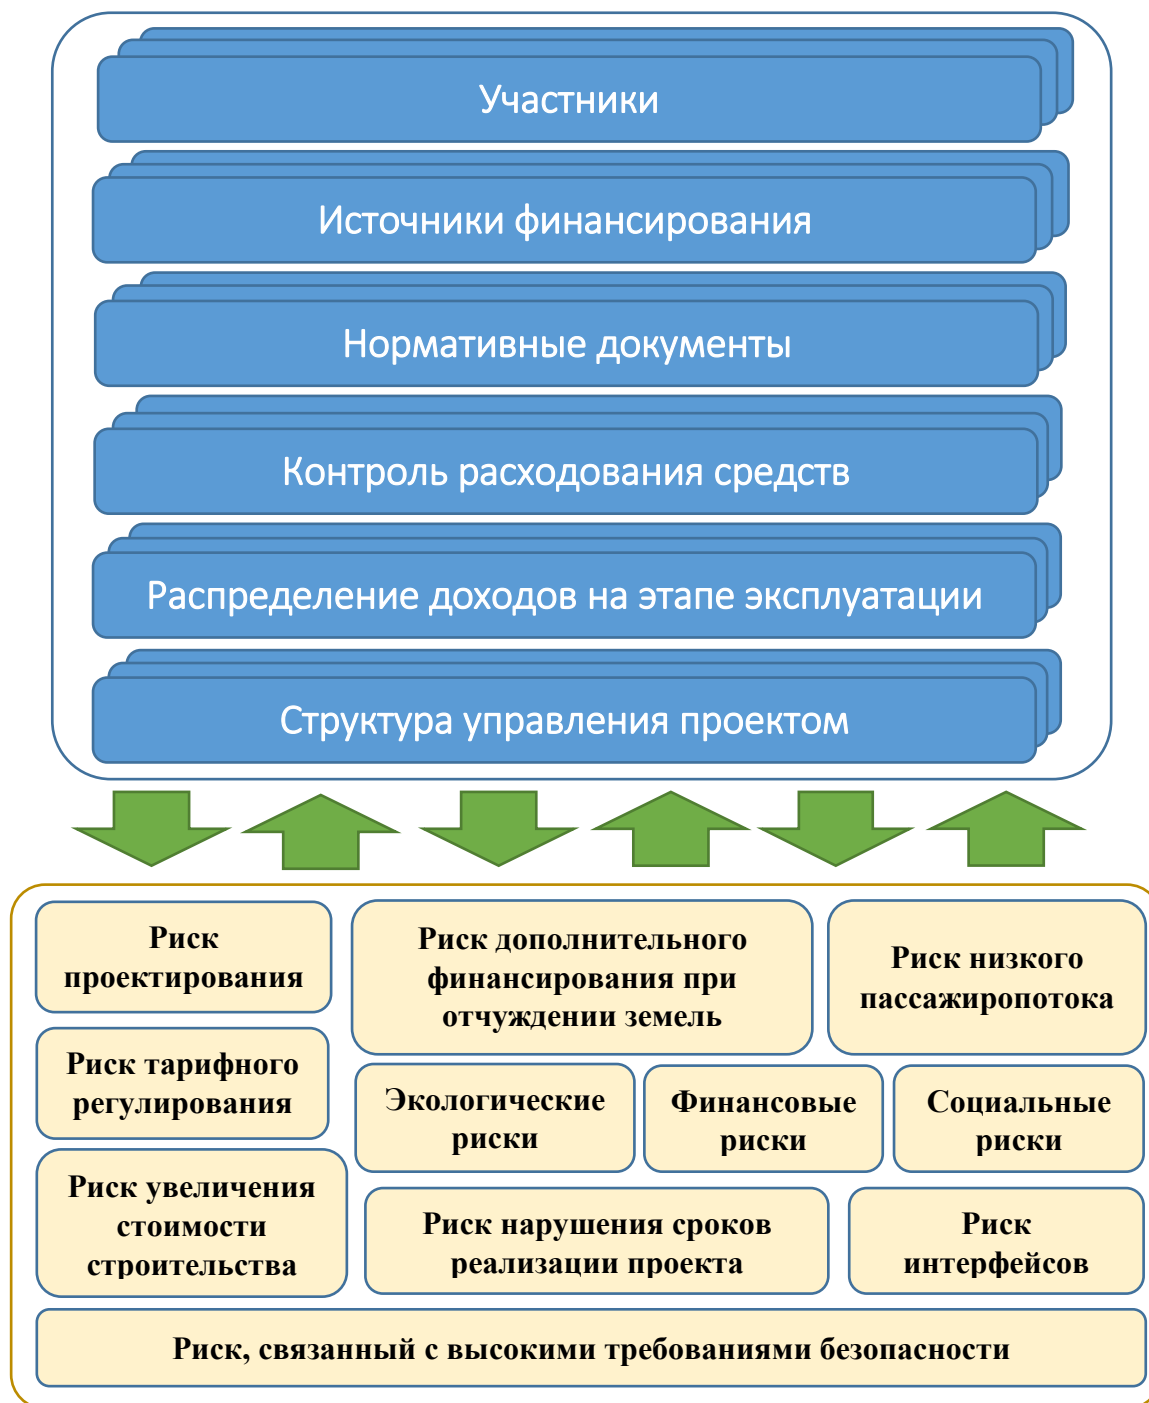 Участники
Источники финансирования
Нормативные документы
Контроль расходования средств
Распределение доходов на этапе эксплуатации
Структура управления проектом
Риск
проектирования
Риск дополнительного
финансирования при
отчуждении земель
Риск низкого
пассажиропотока
Риск тарифного
регулирования
Экологические
риски
Финансовые
риски
Социальные
риски
Риск увеличения
стоимости
строительства
Риск нарушения сроков
реализации проекта
Риск
интерфейсов
Риск, связанный с высокими требованиями безопасности